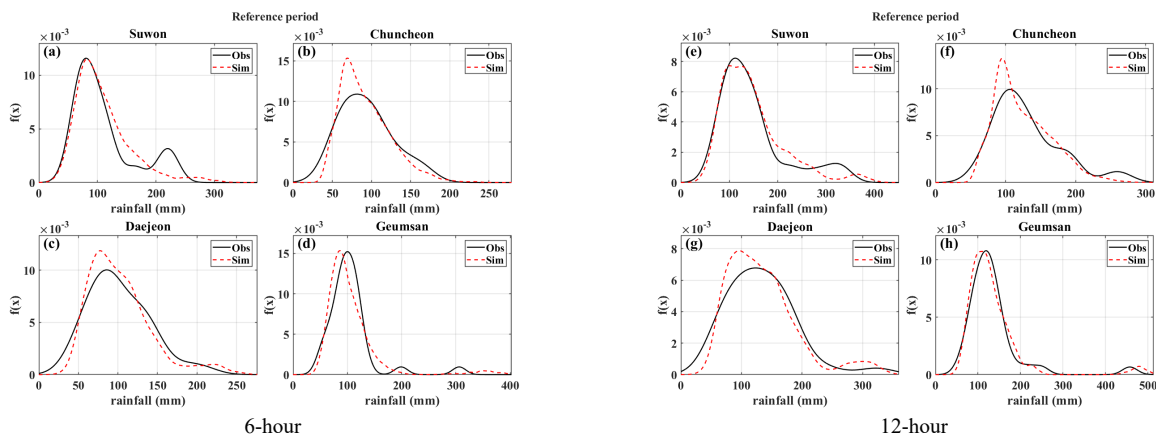 Reference period
Suwon
×10⁻³
(a)
Obs
Sim
10
5
0
f(x)
0 100 200 300
rainfall (mm)
Chuncheon
×10⁻³
(b)
Obs
Sim
15
10
5
0
f(x)
0 50 100 150 200 250
rainfall (mm)
Daejeon
×10⁻³
(c)
Obs
Sim
10
5
0
f(x)
0 50 100 150 200 250
rainfall (mm)
Geumsan
×10⁻³
(d)
Obs
Sim
15
10
5
0
f(x)
0 100 200 300 400
rainfall (mm)
6-hour
Reference period
Suwon
×10⁻³
(e)
Obs
Sim
8
6
4
2
0
f(x)
0 100 200 300 400
rainfall (mm)
Chuncheon
×10⁻³
(f)
Obs
Sim
10
5
0
f(x)
0 100 200 300
rainfall (mm)
Daejeon
×10⁻³
(g)
Obs
Sim
8
6
4
2
0
f(x)
0 100 200 300
rainfall (mm)
Geumsan
×10⁻³
(h)
Obs
Sim
10
5
0
f(x)
0 100 200 300 400 500
rainfall (mm)
12-hour